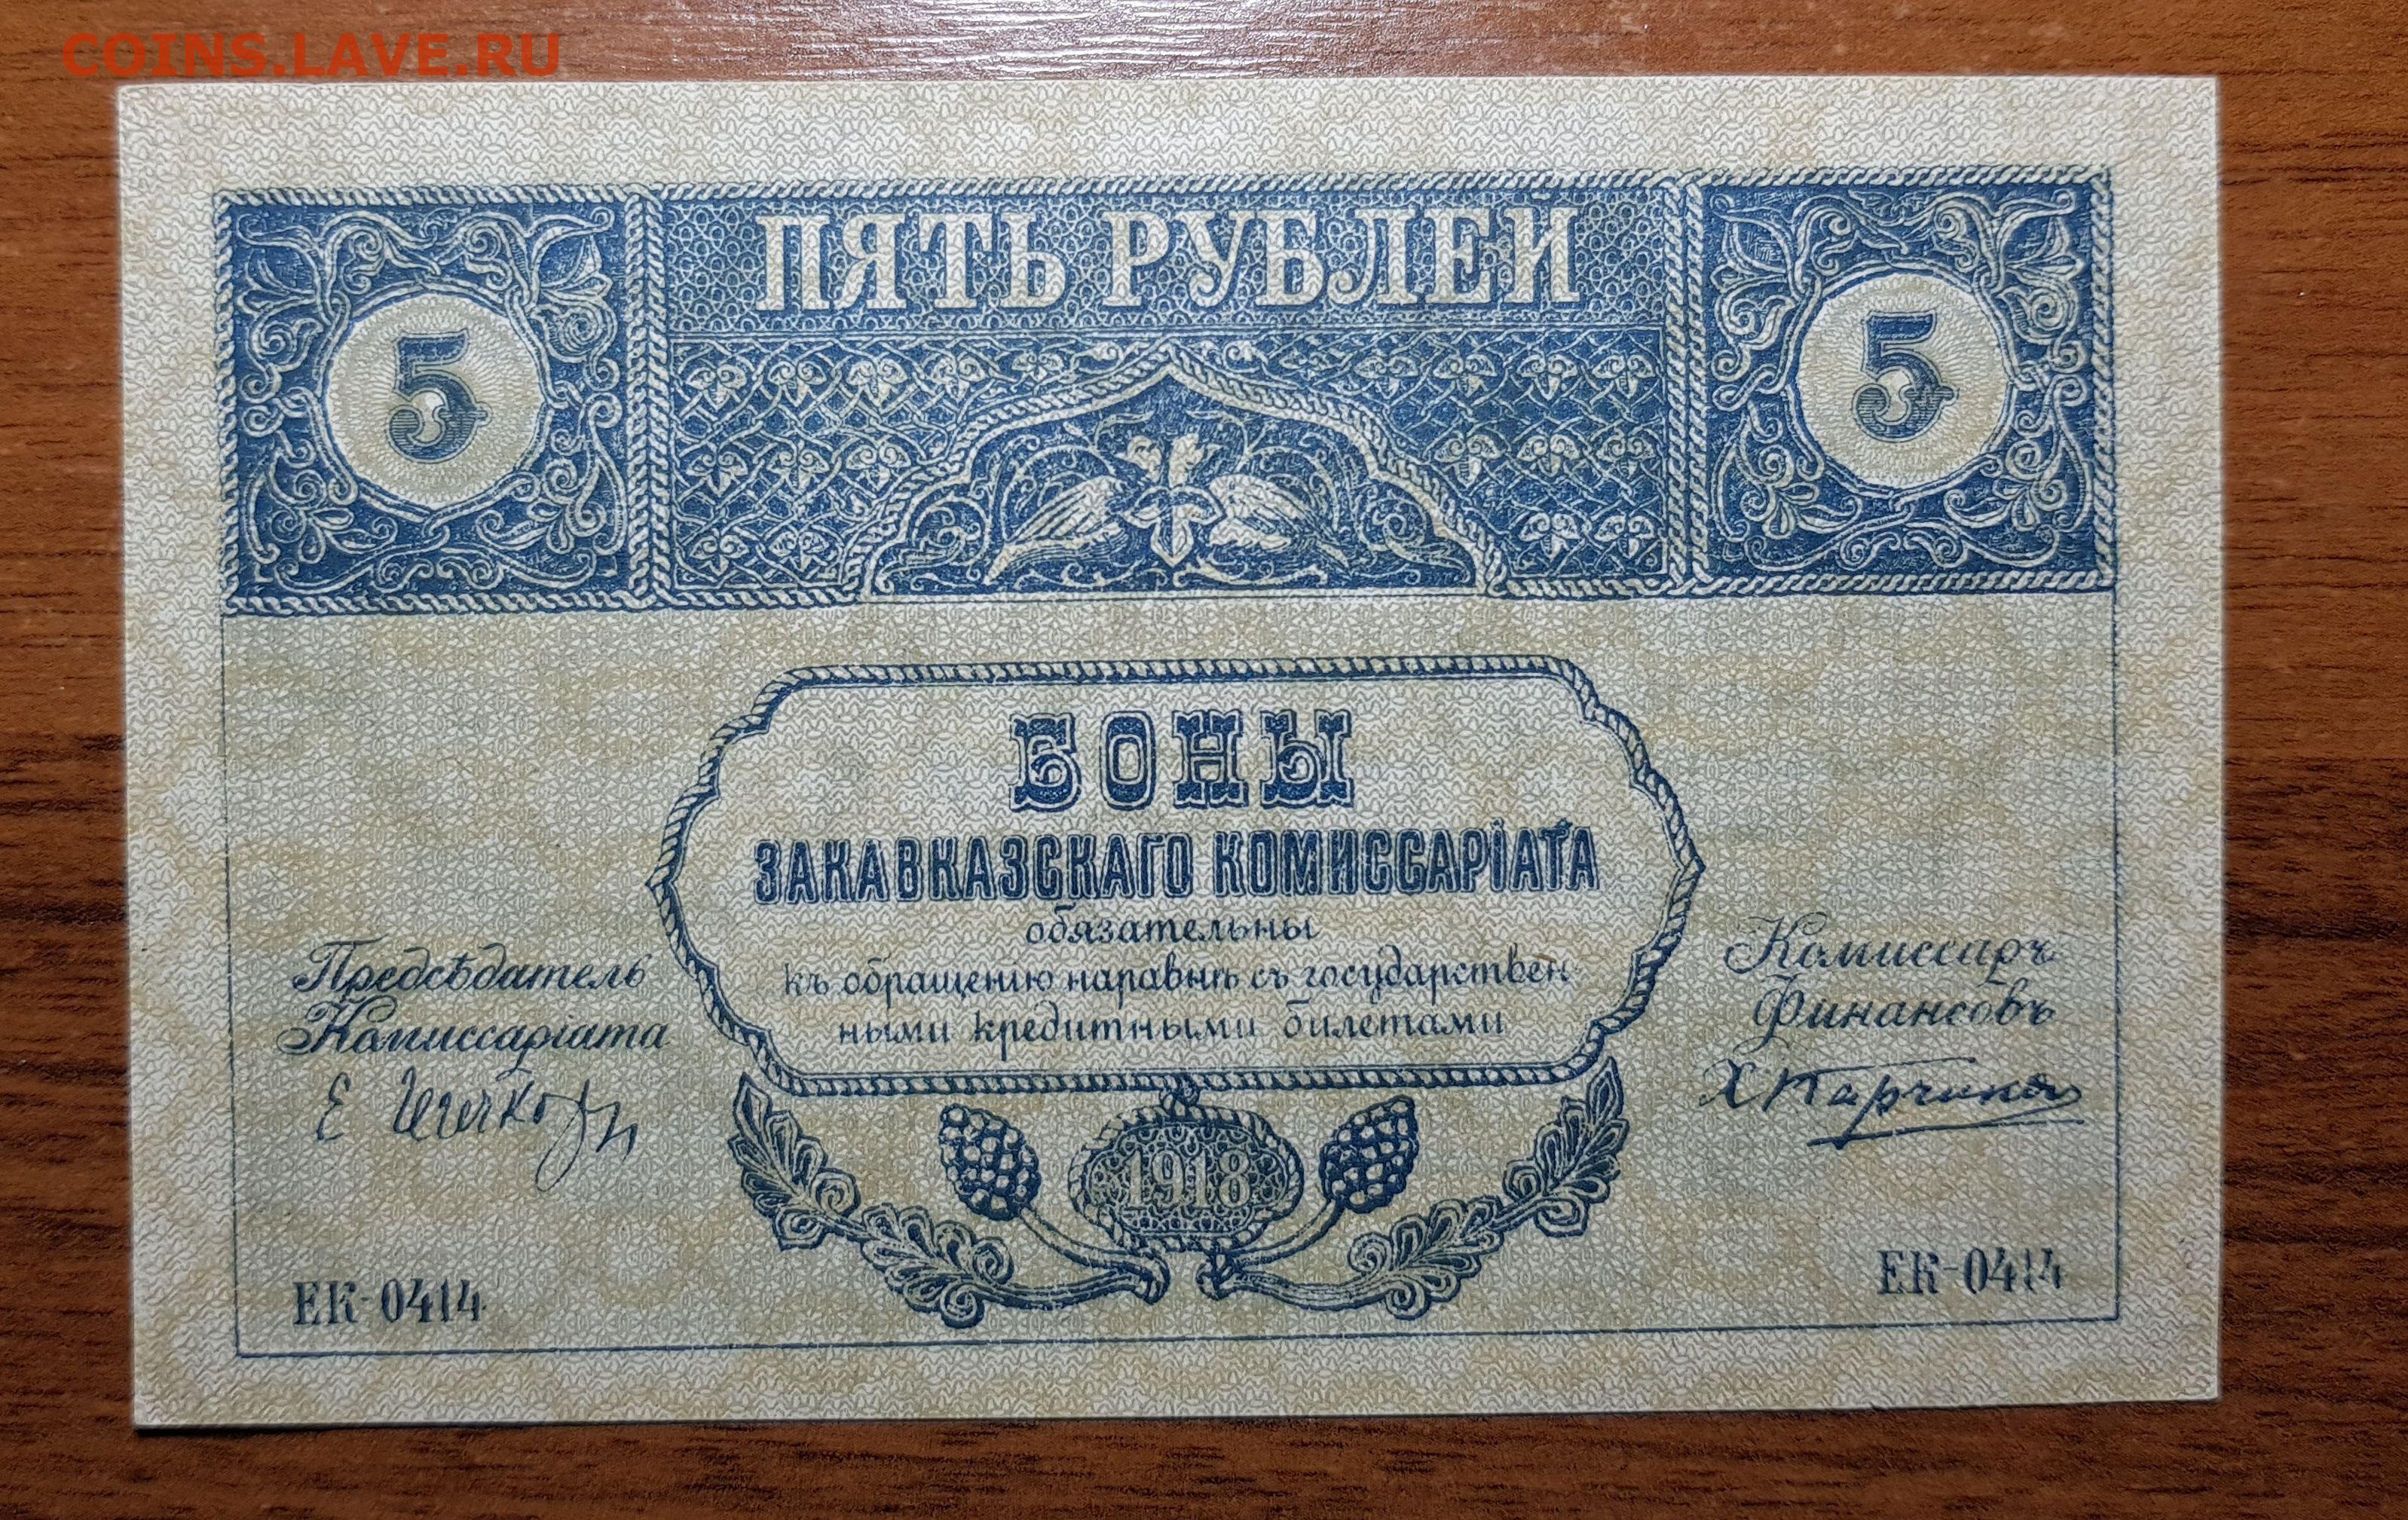 COINS.LAVE.RU
ПЯТЬ РУБЛЕЙ
5
5
БОНЫ
ЗАКАВКАЗСКАГО КОМИССАРІАТА
обязательны
къ обращенію наравнѣ съ государствен
ными кредитными билетами
Предсѣдатель
Комиссаріата
Комиссаръ
Финансовъ
1918
ЕК-0414
ЕК-0414